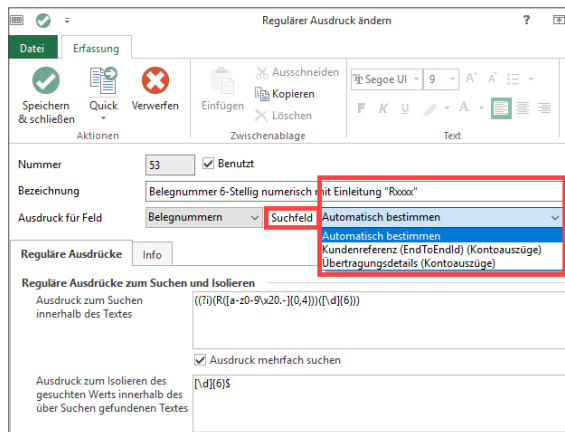 Regulärer Ausdruck ändern
?
Datei Erfassung
Speichern & schließen
Quick
Verwerfen
Aktionen
Einfügen
Ausschneiden
Kopieren
Löschen
Zwischenablage
Segoe UI 9 A A
F K U A
Text
Nummer 53 Benutzt
Bezeichnung Belegnummer 6-Stellig numerisch mit Einleitung "Rxxxx"
Ausdruck für Feld Belegnummern Suchfeld Automatisch bestimmen
Automatisch bestimmen
Kundenreferenz (EndToEndId) (Kontoauszüge)
Übertragungsdetails (Kontoauszüge)
Reguläre Ausdrücke Info
Reguläre Ausdrücke zum Suchen und Isolieren
Ausdruck zum Suchen
innerhalb des Textes
((?i)(R([a-z0-9\x20.-]{0,4}))([\d]{6}))
Ausdruck mehrfach suchen
Ausdruck zum Isolieren des
gesuchten Werts innerhalb des
über Suchen gefundenen Textes
[\d]{6}$